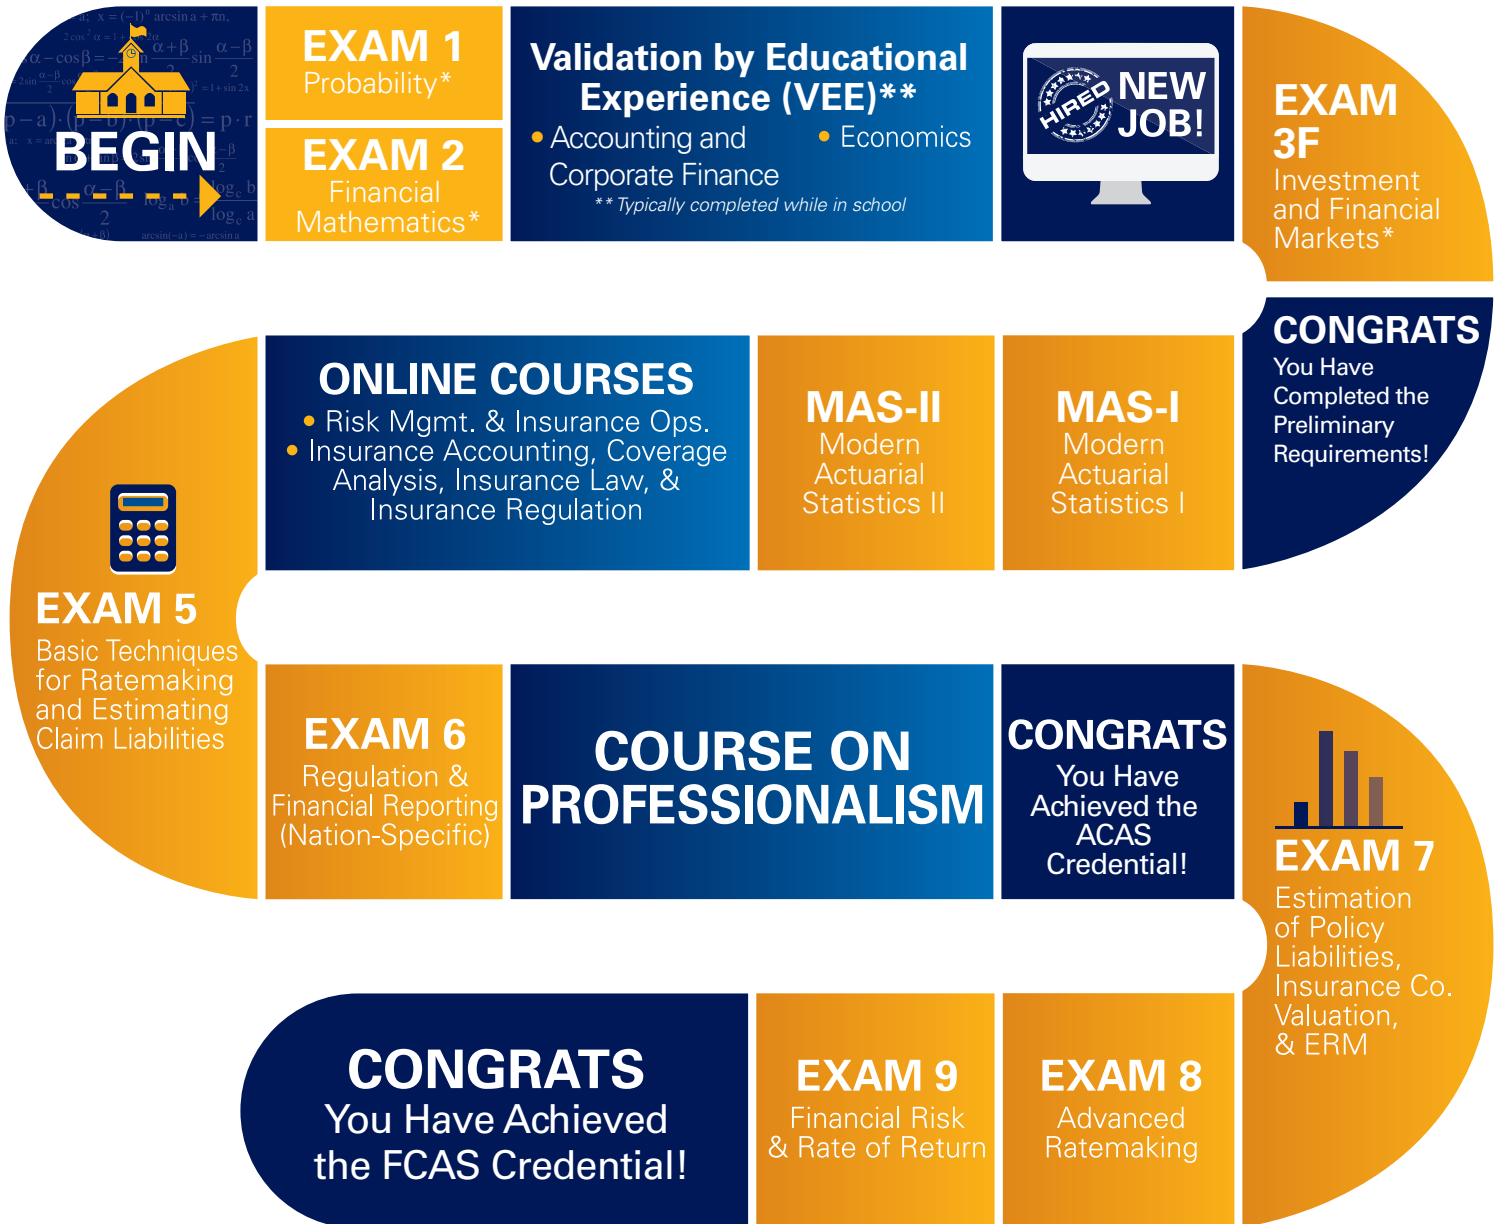 BEGIN
EXAM 1
Probability*
EXAM 2
Financial
Mathematics*
Validation by Educational
Experience (VEE)**
• Accounting and
Corporate Finance
• Economics
** Typically completed while in school
HIRED
NEW
JOB!
EXAM
3F
Investment
and Financial
Markets*
CONGRATS
You Have
Completed the
Preliminary
Requirements!
MAS-I
Modern
Actuarial
Statistics I
MAS-II
Modern
Actuarial
Statistics II
ONLINE COURSES
• Risk Mgmt. & Insurance Ops.
• Insurance Accounting, Coverage
Analysis, Insurance Law, &
Insurance Regulation
EXAM 5
Basic Techniques
for Ratemaking
and Estimating
Claim Liabilities
EXAM 6
Regulation &
Financial Reporting
(Nation-Specific)
COURSE ON
PROFESSIONALISM
CONGRATS
You Have
Achieved the
ACAS
Credential!
EXAM 7
Estimation
of Policy
Liabilities,
Insurance Co.
Valuation,
& ERM
EXAM 8
Advanced
Ratemaking
EXAM 9
Financial Risk
& Rate of Return
CONGRATS
You Have Achieved
the FCAS Credential!